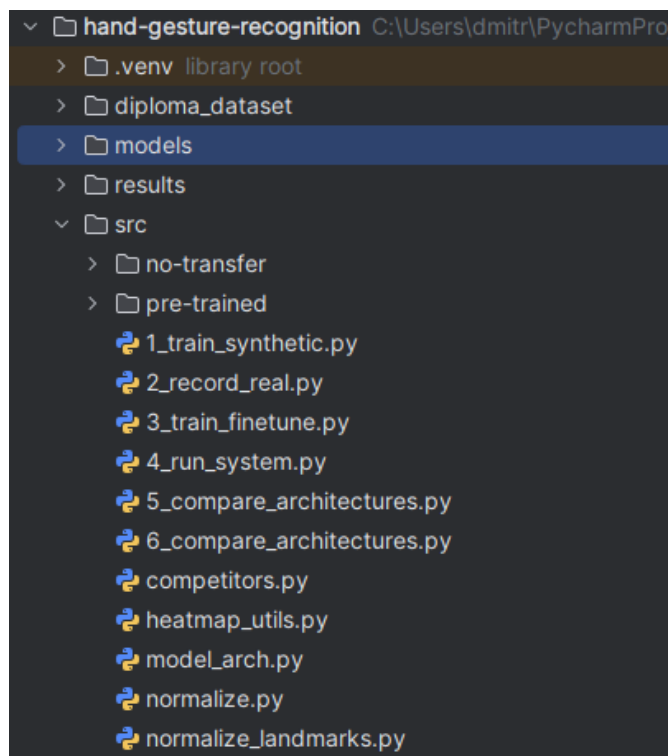 hand-gesture-recognition C:\Users\dmitr\PycharmPro
.venv library root
diploma_dataset
models
results
src
no-transfer
pre-trained
1_train_synthetic.py
2_record_real.py
3_train_finetune.py
4_run_system.py
5_compare_architectures.py
6_compare_architectures.py
competitors.py
heatmap_utils.py
model_arch.py
normalize.py
normalize_landmarks.py